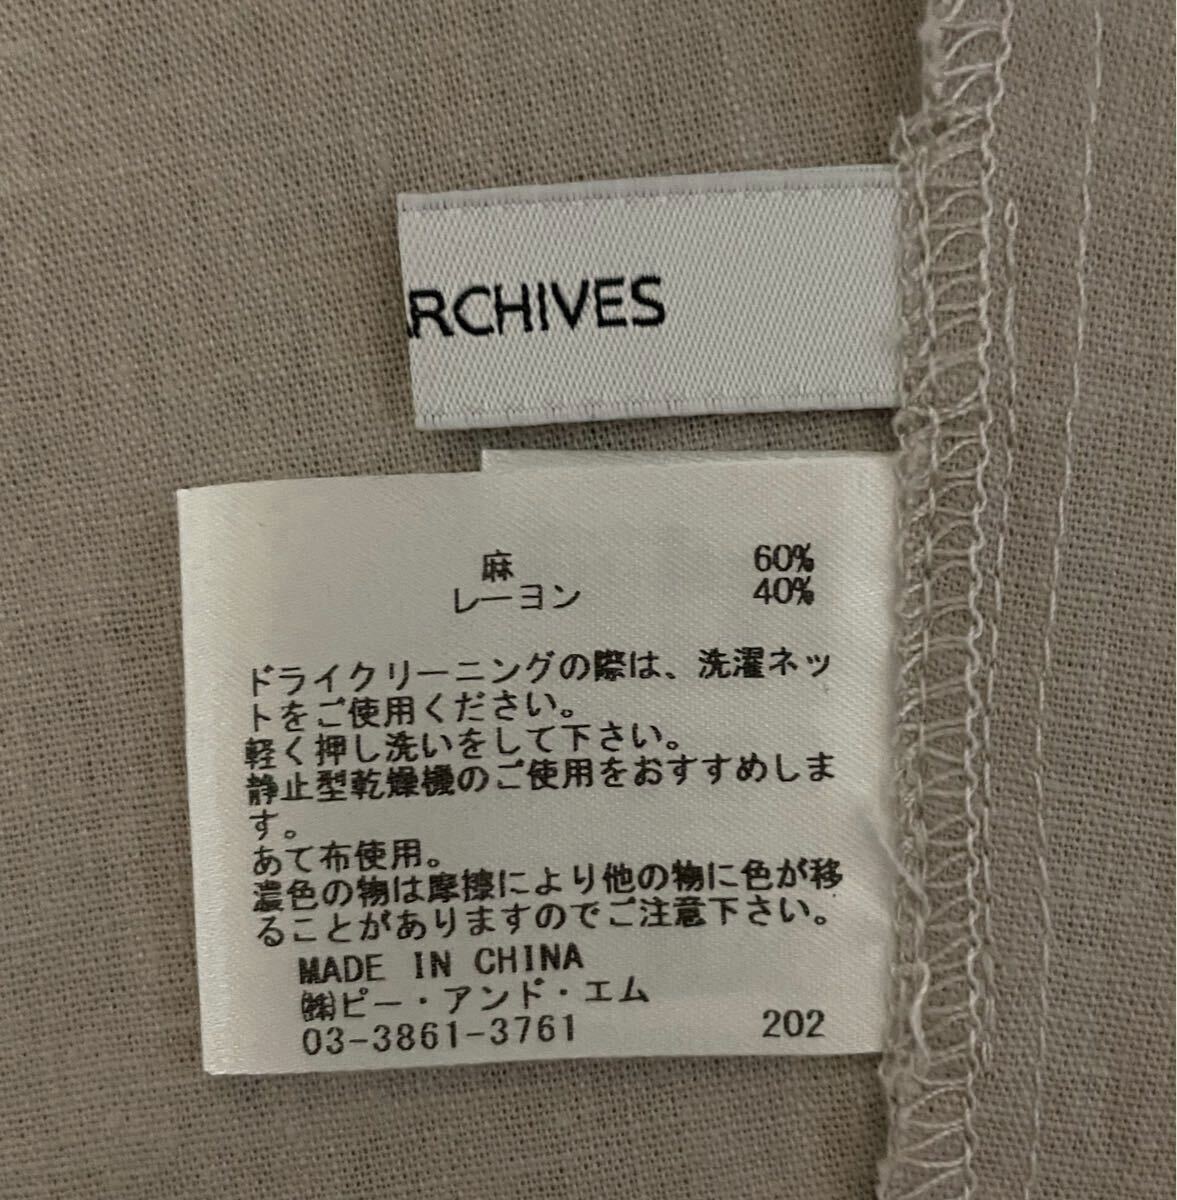 ARCHIVES
麻 60%
レーヨン 40%
ドライクリーニングの際は、洗濯ネッ
トをご使用ください。
軽く押し洗いをして下さい。
静止型乾燥機のご使用をおすすめしま
す。
あて布使用。
濃色の物は摩擦により他の物に色が移
ることがありますのでご注意下さい。
MADE IN CHINA
㈱ピー・アンド・エム
03-3861-3761 202